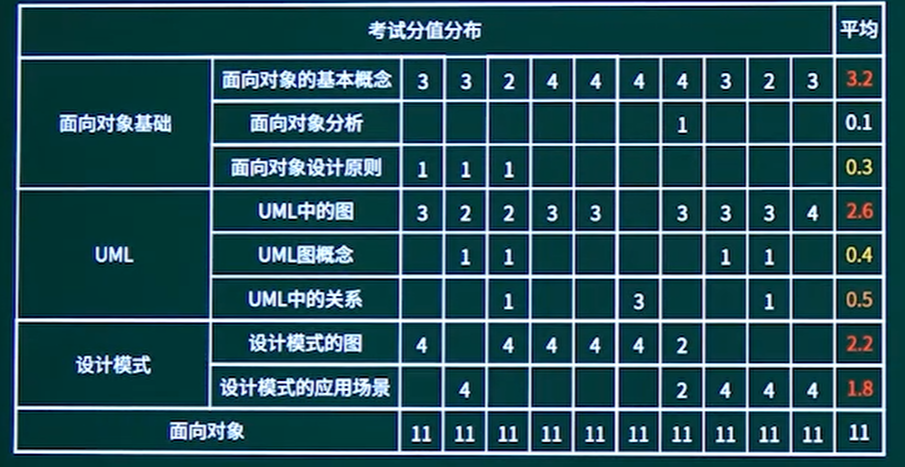 考试分值分布 平均
面向对象基础 面向对象的基本概念 3 3 2 4 4 4 4 3 2 3 3.2
面向对象分析 1 0.1
面向对象设计原则 1 1 1 0.3
UML UML中的图 3 2 2 3 3 3 3 3 4 2.6
UML图概念 1 1 1 1 0.4
UML中的关系 1 3 1 0.5
设计模式 设计模式的图 4 4 4 4 4 2 2.2
设计模式的应用场景 4 2 4 4 4 1.8
面向对象 11 11 11 11 11 11 11 11 11 11 11